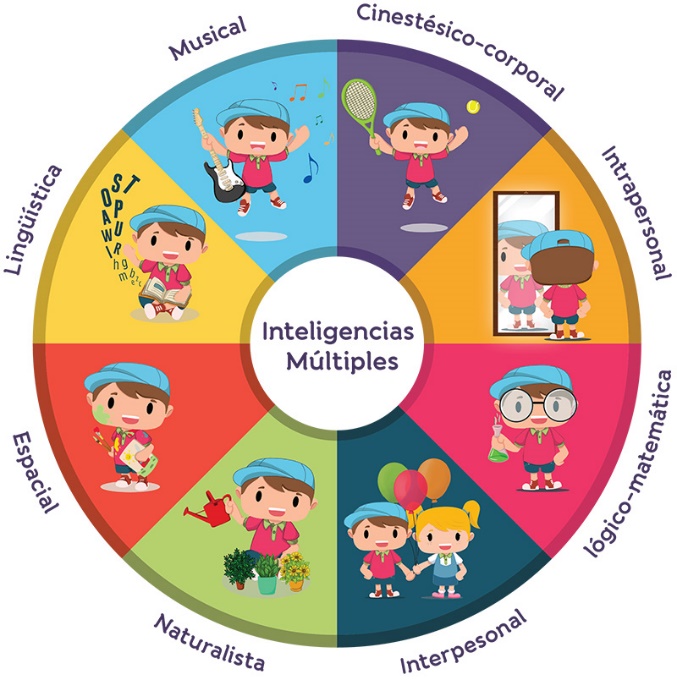 Musical
Cinestésico-corporal
Intrapersonal
lógico-matemática
Interpesonal
Naturalista
Espacial
Lingüística
Inteligencias
Múltiples